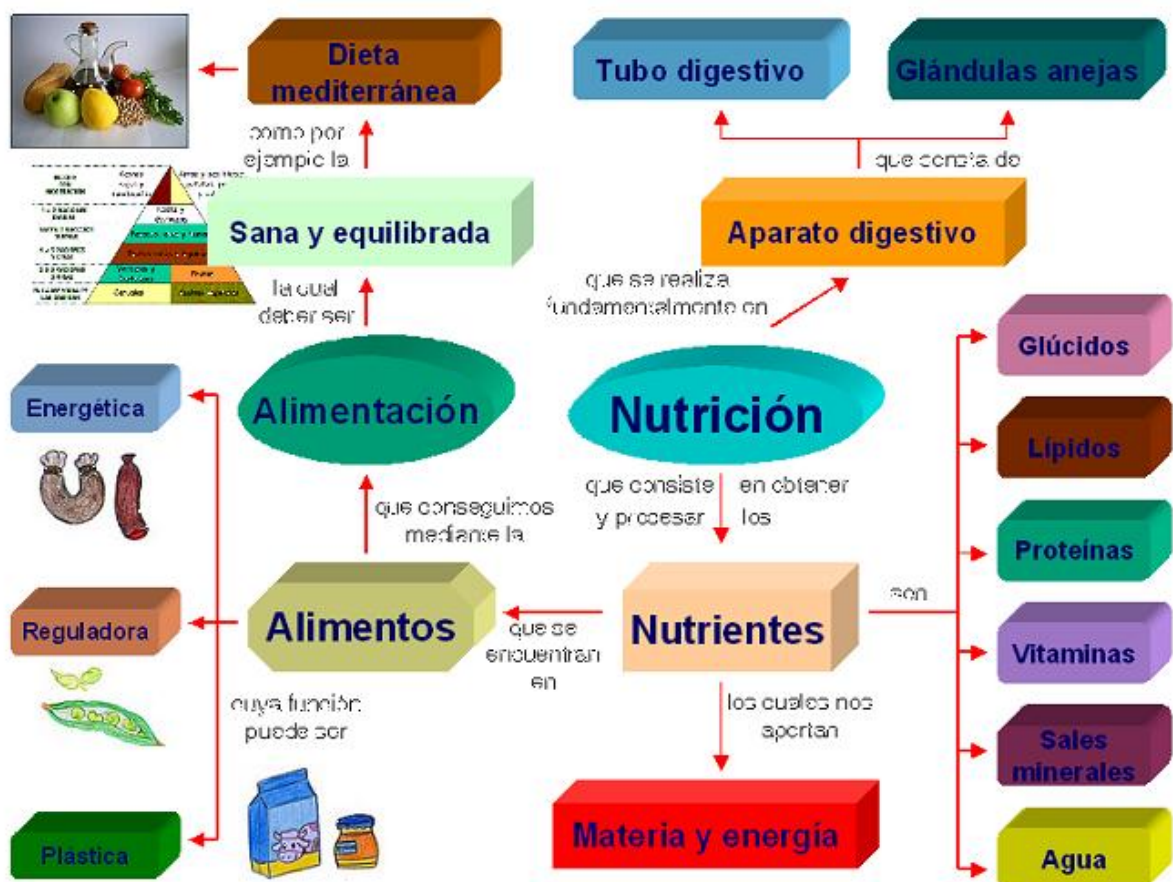 Dieta
mediterránea
Tubo digestivo
Glándulas anejas
como por
ejemplo la
que consta de
Sana y equilibrada
Aparato digestivo
la cual
deber ser
que se realiza
fundamentalmente en
Glúcidos
Energética
Alimentación
Nutrición
Lípidos
que conseguimos
mediante la
que consiste en obtener
y procesar los
Proteínas
Reguladora
Alimentos
que se
encuentran
en
Nutrientes
son
Vitaminas
cuya función
puede ser
los cuales nos
aportan
Sales
minerales
Plástica
Materia y energía
Agua